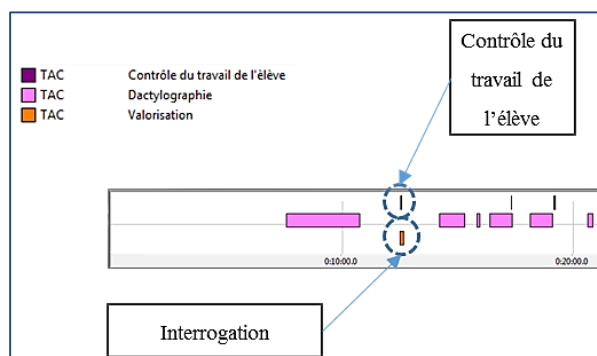 Contrôle du
travail de
l'élève
TAC Contrôle du travail de l'élève
TAC Dactylographie
TAC Valorisation
0:10:00.0 0:20:00.0
Interrogation